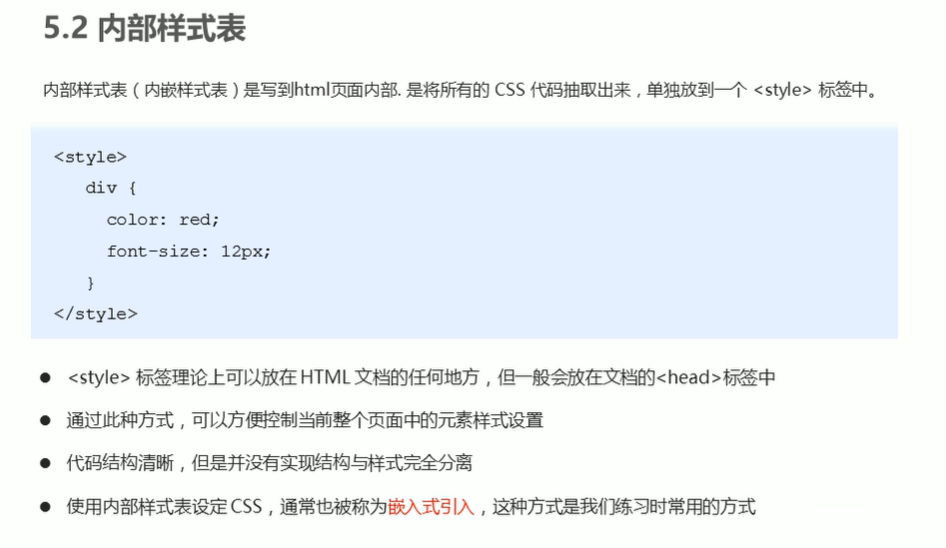 5.2 内部样式表
内部样式表（内嵌样式表）是写到html页面内部. 是将所有的 CSS 代码抽取出来，单独放到一个 <style> 标签中。
<style>
div {
color: red;
font-size: 12px;
}
</style>
● <style> 标签理论上可以放在 HTML 文档的任何地方，但一般会放在文档的<head>标签中
● 通过此种方式，可以方便控制当前整个页面中的元素样式设置
● 代码结构清晰，但是并没有实现结构与样式完全分离
● 使用内部样式表设定 CSS，通常也被称为嵌入式引入，这种方式是我们练习时常用的方式